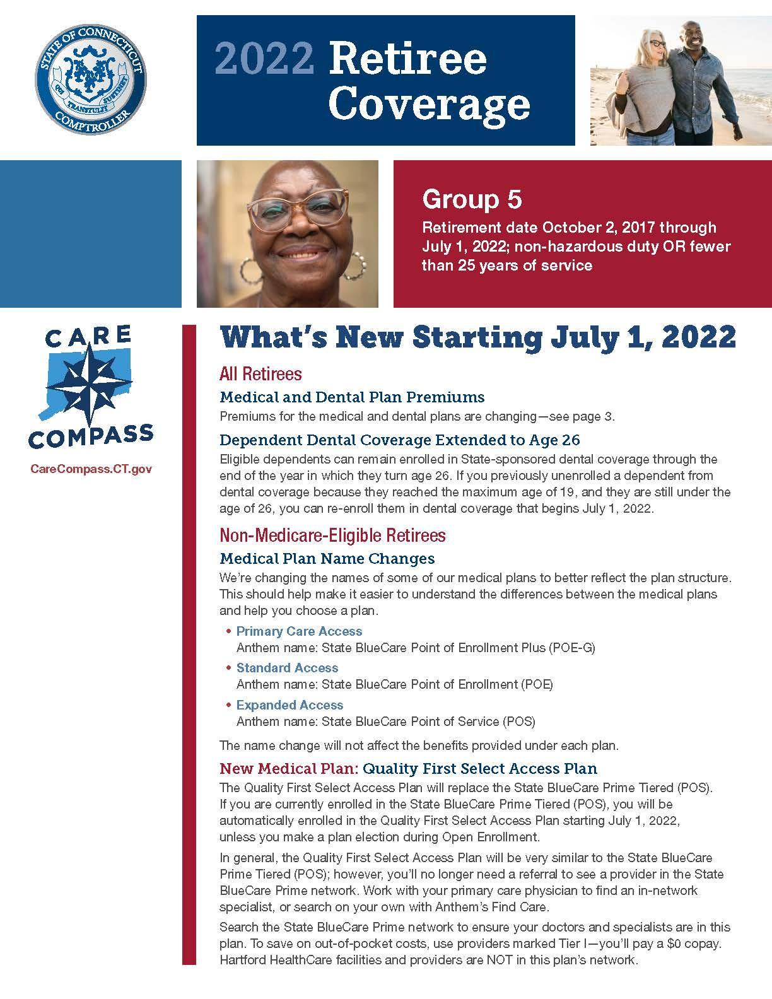 STATE OF CONNECTICUT
QUI TRANSTULIT SUSTINET
COMPTROLLER
2022 Retiree
Coverage
Group 5
Retirement date October 2, 2017 through
July 1, 2022; non-hazardous duty OR fewer
than 25 years of service
CARE
COMPASS
CareCompass.CT.gov
What's New Starting July 1, 2022
All Retirees
Medical and Dental Plan Premiums
Premiums for the medical and dental plans are changing—see page 3.
Dependent Dental Coverage Extended to Age 26
Eligible dependents can remain enrolled in State-sponsored dental coverage through the
end of the year in which they turn age 26. If you previously unenrolled a dependent from
dental coverage because they reached the maximum age of 19, and they are still under the
age of 26, you can re-enroll them in dental coverage that begins July 1, 2022.
Non-Medicare-Eligible Retirees
Medical Plan Name Changes
We're changing the names of some of our medical plans to better reflect the plan structure.
This should help make it easier to understand the differences between the medical plans
and help you choose a plan.
• Primary Care Access
Anthem name: State BlueCare Point of Enrollment Plus (POE-G)
• Standard Access
Anthem name: State BlueCare Point of Enrollment (POE)
• Expanded Access
Anthem name: State BlueCare Point of Service (POS)
The name change will not affect the benefits provided under each plan.
New Medical Plan: Quality First Select Access Plan
The Quality First Select Access Plan will replace the State BlueCare Prime Tiered (POS).
If you are currently enrolled in the State BlueCare Prime Tiered (POS), you will be
automatically enrolled in the Quality First Select Access Plan starting July 1, 2022,
unless you make a plan election during Open Enrollment.
In general, the Quality First Select Access Plan will be very similar to the State BlueCare
Prime Tiered (POS); however, you'll no longer need a referral to see a provider in the State
BlueCare Prime network. Work with your primary care physician to find an in-network
specialist, or search on your own with Anthem's Find Care.
Search the State BlueCare Prime network to ensure your doctors and specialists are in this
plan. To save on out-of-pocket costs, use providers marked Tier I—you'll pay a $0 copay.
Hartford HealthCare facilities and providers are NOT in this plan's network.